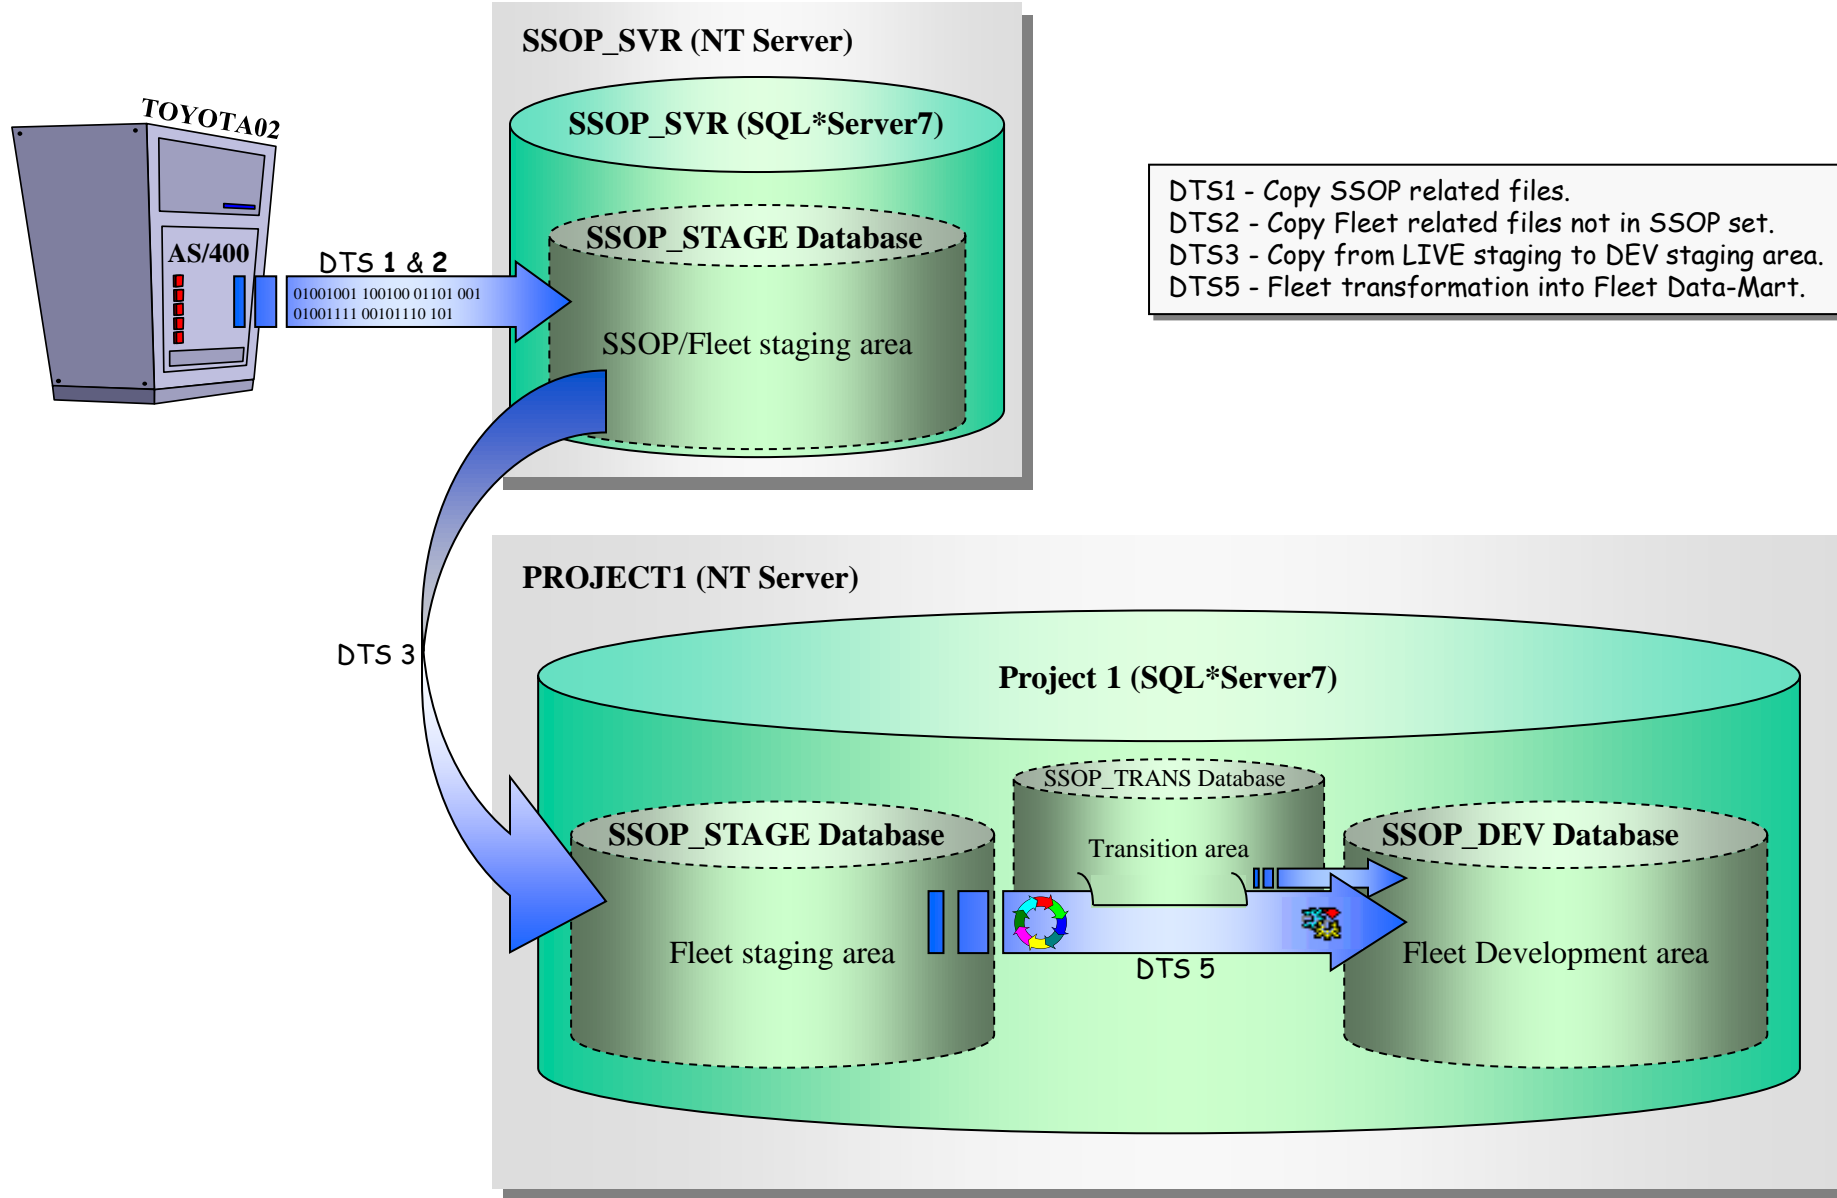 SSOP_SVR (NT Server)
TOYOTA02
SSOP_SVR (SQL*Server7)
DTS1 - Copy SSOP related files.
DTS2 - Copy Fleet related files not in SSOP set.
DTS3 - Copy from LIVE staging to DEV staging area.
DTS5 - Fleet transformation into Fleet Data-Mart.
SSOP_STAGE Database
AS/400
DTS 1 & 2
01001001 100100 01101 001
01001111 00101110 101
SSOP/Fleet staging area
PROJECT1 (NT Server)
DTS 3
Project 1 (SQL*Server7)
SSOP_TRANS Database
SSOP_STAGE Database
Transition area
SSOP_DEV Database
Fleet staging area
DTS 5
Fleet Development area